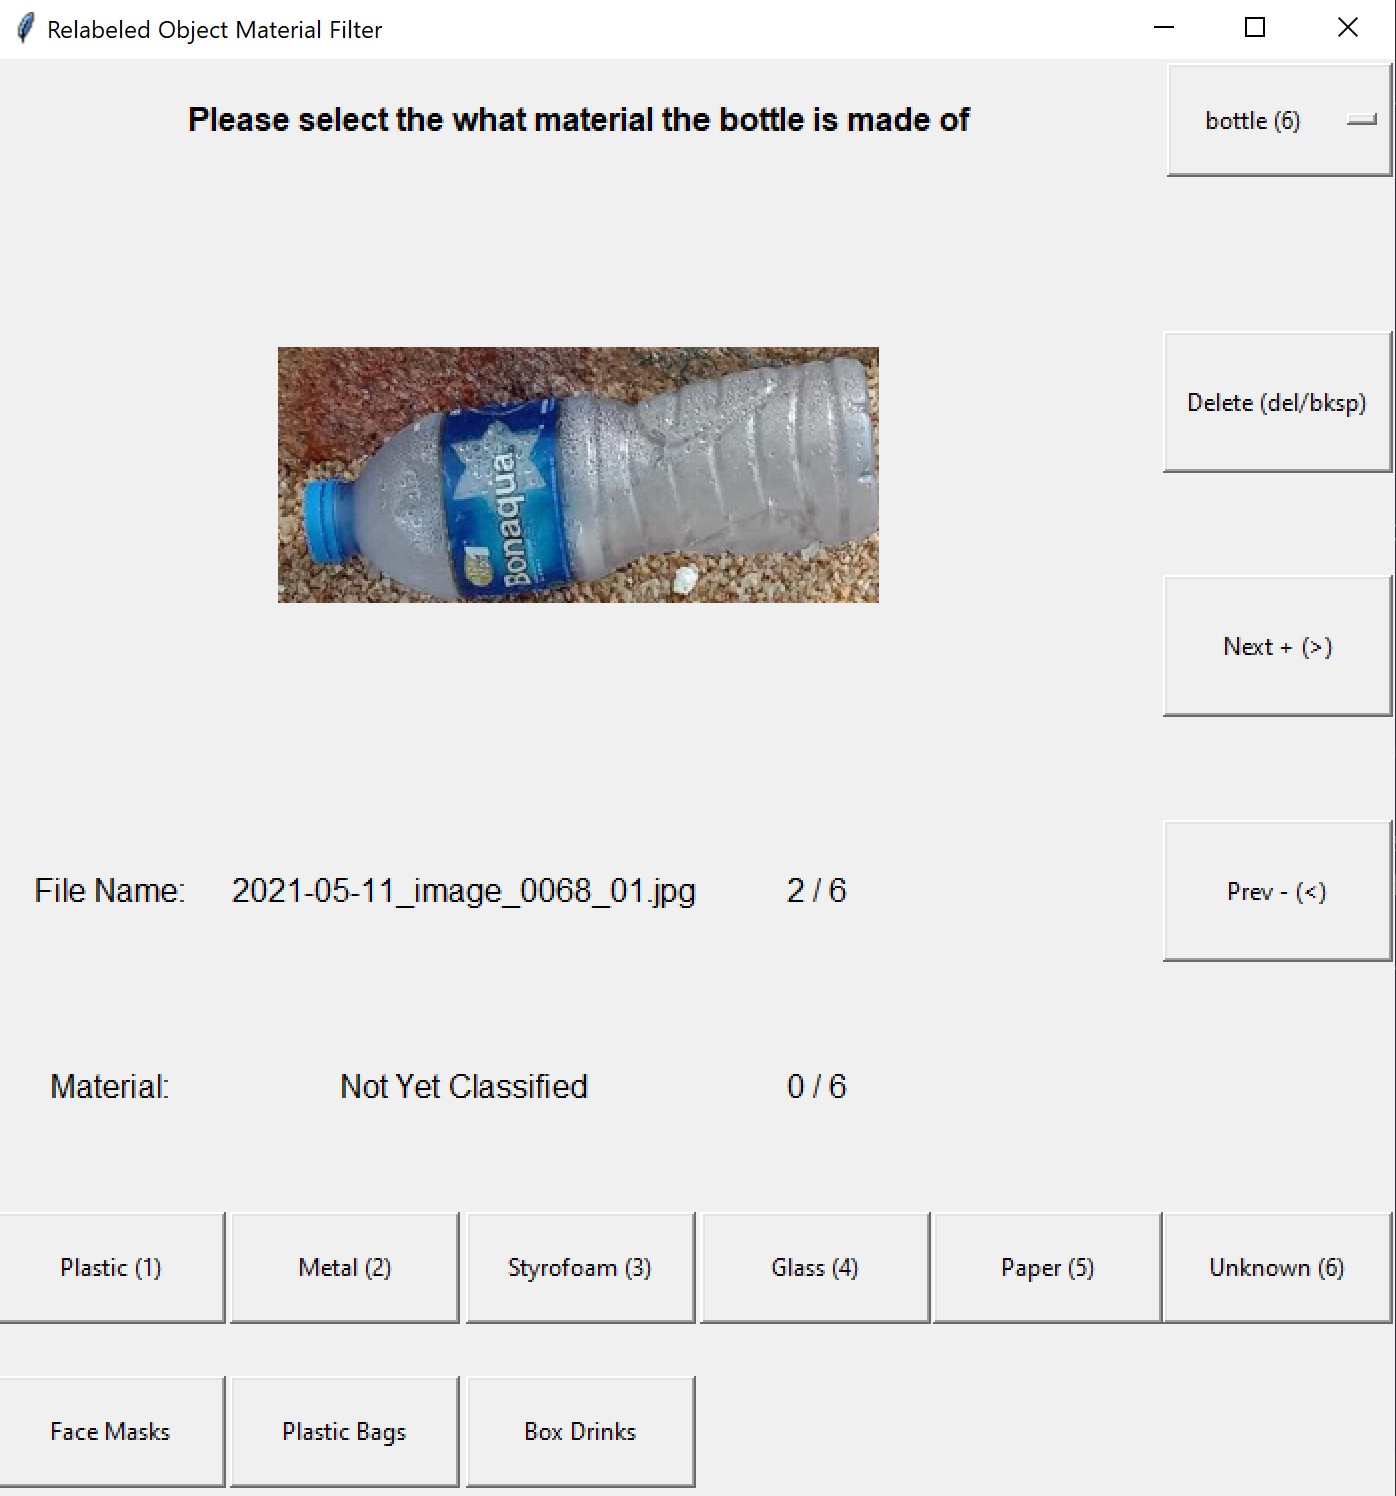 Relabeled Object Material Filter
Please select the what material the bottle is made of
bottle (6)
Bonaqua
Delete (del/bksp)
Next + (>)
File Name: 2021-05-11_image_0068_01.jpg 2 / 6
Prev - (<)
Material: Not Yet Classified 0 / 6
Plastic (1) Metal (2) Styrofoam (3) Glass (4) Paper (5) Unknown (6)
Face Masks Plastic Bags Box Drinks